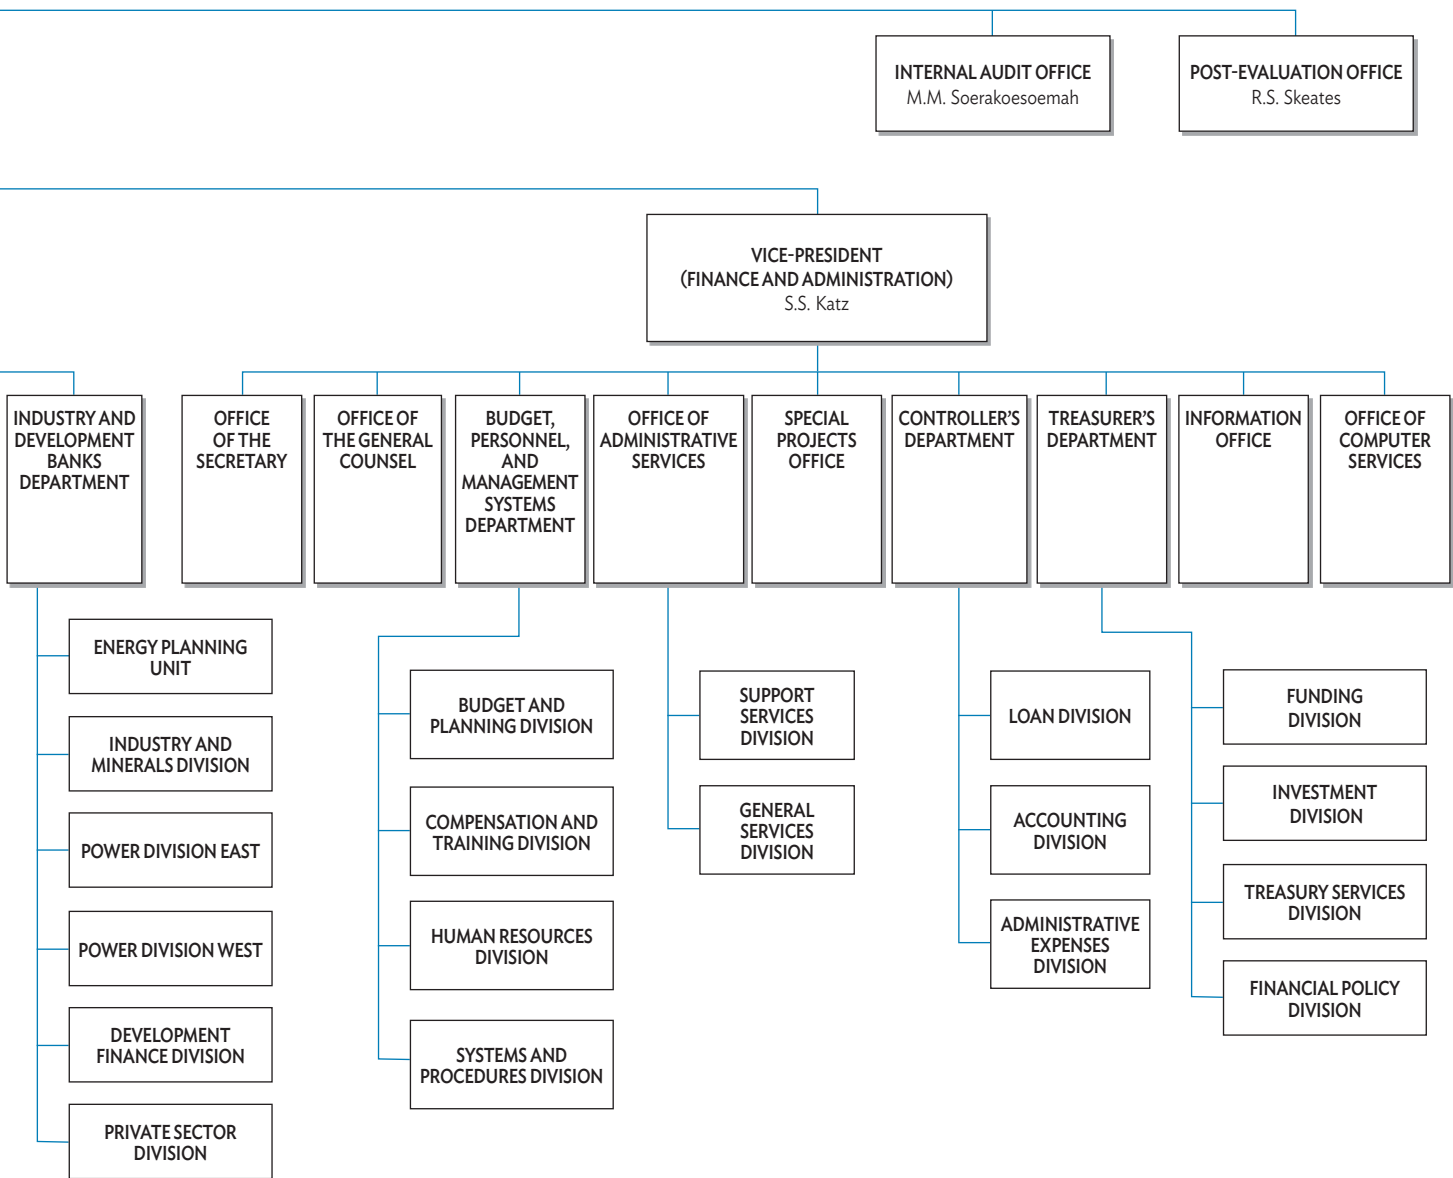 INTERNAL AUDIT OFFICE
M.M. Soerakoesoemah
POST-EVALUATION OFFICE
R.S. Skeates
VICE-PRESIDENT
(FINANCE AND ADMINISTRATION)
S.S. Katz
INDUSTRY AND
DEVELOPMENT
BANKS
DEPARTMENT
OFFICE
OF THE
SECRETARY
OFFICE OF
THE GENERAL
COUNSEL
BUDGET,
PERSONNEL,
AND
MANAGEMENT
SYSTEMS
DEPARTMENT
OFFICE OF
ADMINISTRATIVE
SERVICES
SPECIAL
PROJECTS
OFFICE
CONTROLLER'S
DEPARTMENT
TREASURER'S
DEPARTMENT
INFORMATION
OFFICE
OFFICE OF
COMPUTER
SERVICES
ENERGY PLANNING
UNIT
INDUSTRY AND
MINERALS DIVISION
POWER DIVISION EAST
POWER DIVISION WEST
DEVELOPMENT
FINANCE DIVISION
PRIVATE SECTOR
DIVISION
BUDGET AND
PLANNING DIVISION
COMPENSATION AND
TRAINING DIVISION
HUMAN RESOURCES
DIVISION
SYSTEMS AND
PROCEDURES DIVISION
SUPPORT
SERVICES
DIVISION
GENERAL
SERVICES
DIVISION
LOAN DIVISION
ACCOUNTING
DIVISION
ADMINISTRATIVE
EXPENSES
DIVISION
FUNDING
DIVISION
INVESTMENT
DIVISION
TREASURY SERVICES
DIVISION
FINANCIAL POLICY
DIVISION